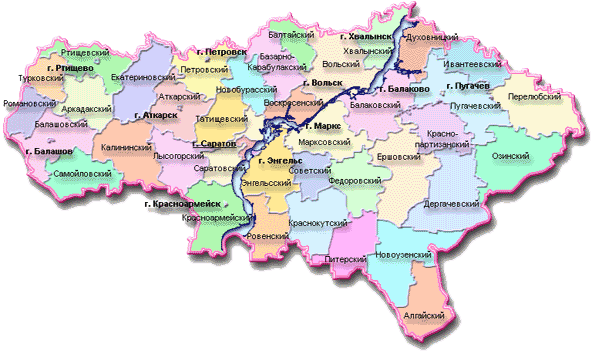 Балтайский
г. Хвалынск
Духовницкий
Ртищевский
г. Петровск
Хвалынский
г. Ртищево
Базарно-
Карабулакский
Вольский
Ивантеевский
Турковский
Екатериновский
Петровский
г. Вольск
г. Балаково
г. Пугачев
Новобурасский
Романовский
Аркадакский
Аткарский
Воскресенский
Балаковский
Пугачевский
Перелюбский
г. Аткарск
Татищевский
г. Маркс
Балашовский
Красно-
партизанский
г. Балашов
Калининский
г. Саратов
Марксовский
Лысогорский
г. Энгельс
Ершовский
Озинский
Самойловский
Саратовский
Советский
Энгельсский
Федоровский
г. Красноармейск
Дергачевский
Красноармейский
Краснокутский
Ровенский
Питерский
Новоузенский
Алгайский